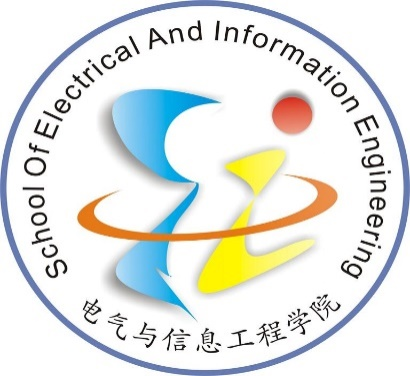 School Of Electrical And Information Engineering
电气与信息工程学院